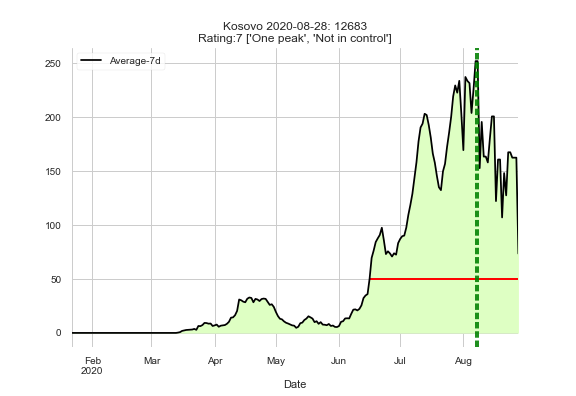 Kosovo 2020-08-28: 12683
Rating:7 ['One peak', 'Not in control']
Average-7d
250
200
150
100
50
0
Feb Mar Apr May Jun Jul Aug
2020
Date